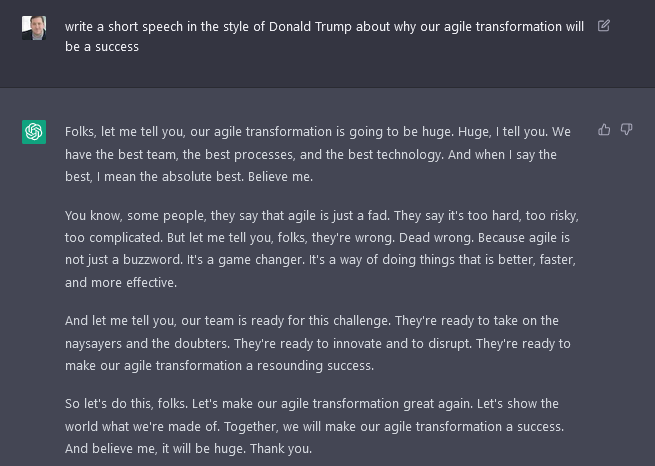 write a short speech in the style of Donald Trump about why our agile transformation will
be a success
Folks, let me tell you, our agile transformation is going to be huge. Huge, I tell you. We
have the best team, the best processes, and the best technology. And when I say the
best, I mean the absolute best. Believe me.
You know, some people, they say that agile is just a fad. They say it's too hard, too risky,
too complicated. But let me tell you, folks, they're wrong. Dead wrong. Because agile is
not just a buzzword. It's a game changer. It's a way of doing things that is better, faster,
and more effective.
And let me tell you, our team is ready for this challenge. They're ready to take on the
naysayers and the doubters. They're ready to innovate and to disrupt. They're ready to
make our agile transformation a resounding success.
So let's do this, folks. Let's make our agile transformation great again. Let's show the
world what we're made of. Together, we will make our agile transformation a success.
And believe me, it will be huge. Thank you.